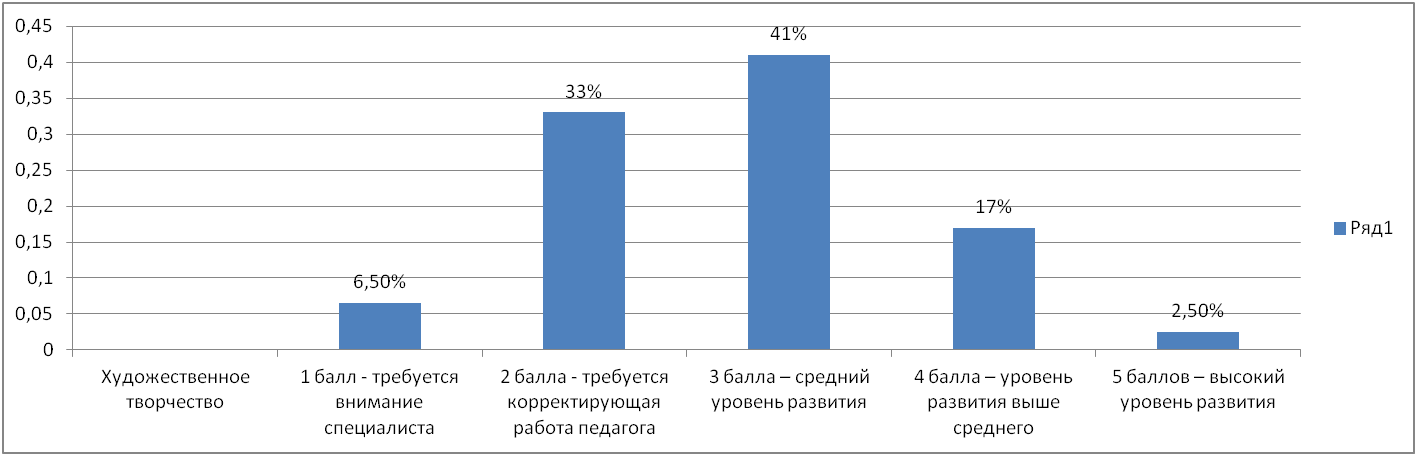 0,45
0,4
0,35
0,3
0,25
0,2
0,15
0,1
0,05
0
6,50%
33%
41%
17%
2,50%
Художественное
творчество
1 балл - требуется
внимание
специалиста
2 балла - требуется
корректирующая
работа педагога
3 балла – средний
уровень развития
4 балла – уровень
развития выше
среднего
5 баллов – высокий
уровень развития
Ряд1